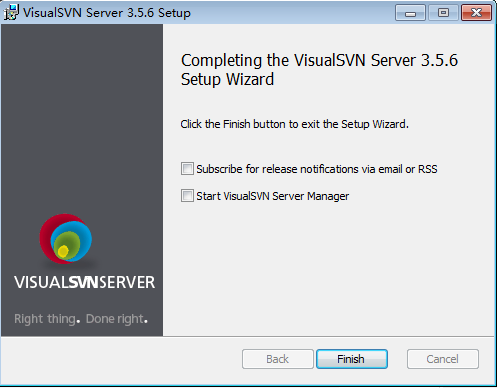 VisualSVN Server 3.5.6 Setup
Completing the VisualSVN Server 3.5.6
Setup Wizard
Click the Finish button to exit the Setup Wizard.
Subscribe for release notifications via email or RSS
Start VisualSVN Server Manager
VISUALSVNSERVER
Right thing. Done right.
Back
Finish
Cancel